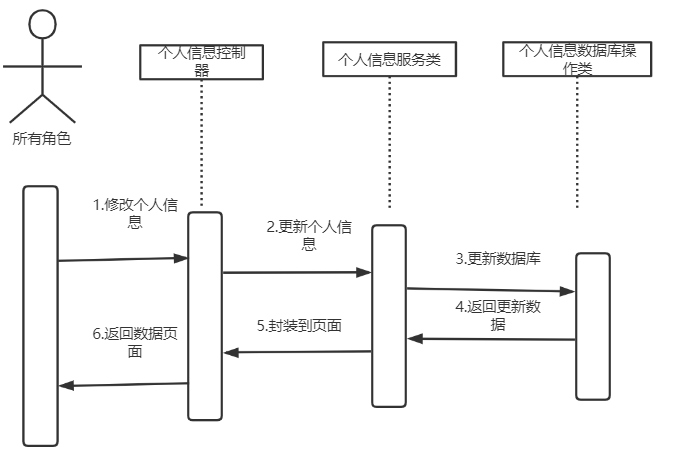 个人信息控制
器
个人信息服务类
个人信息数据库操
作类
所有角色
1.修改个人信
息
2.更新个人信
息
3.更新数据库
4.返回更新数
据
5.封装到页面
6.返回数据页
面